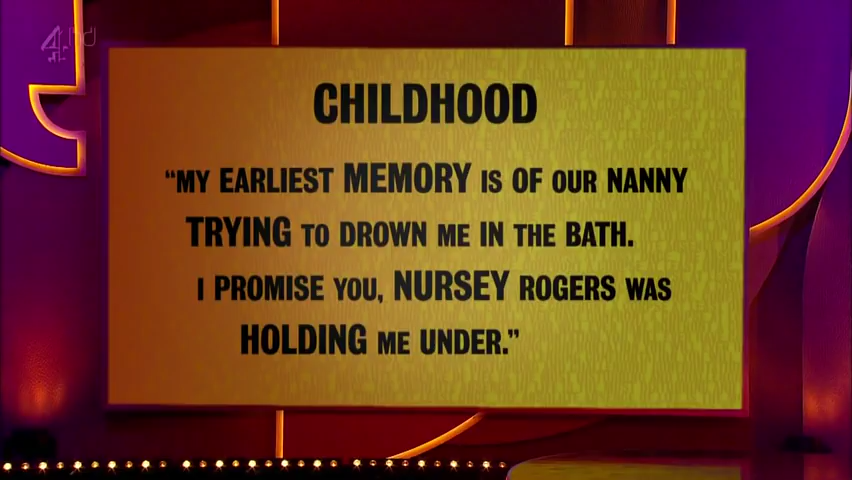 4hd
CHILDHOOD
“MY EARLIEST MEMORY IS OF OUR NANNY
TRYING TO DROWN ME IN THE BATH.
I PROMISE YOU, NURSEY ROGERS WAS
HOLDING ME UNDER.”